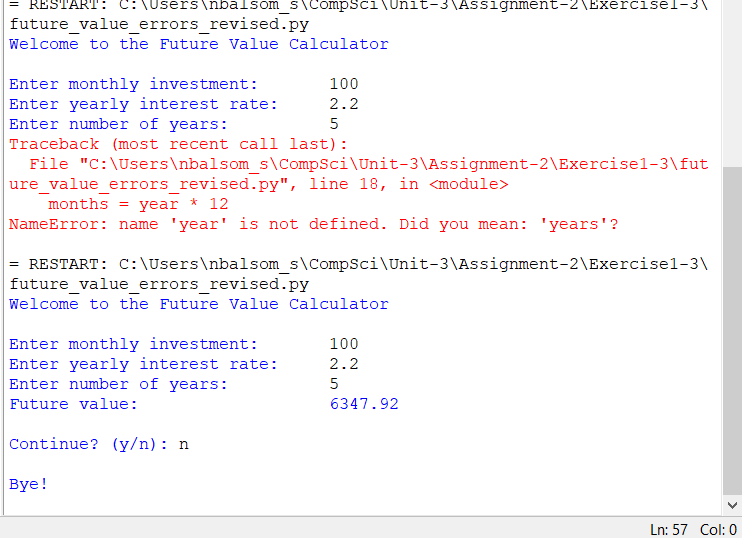 = RESTART: C:\Users\nbalsom_s\CompSci\Unit-3\Assignment-2\Exercise1-3\
future_value_errors_revised.py
Welcome to the Future Value Calculator
Enter monthly investment: 100
Enter yearly interest rate: 2.2
Enter number of years: 5
Traceback (most recent call last):
File "C:\Users\nbalsom_s\CompSci\Unit-3\Assignment-2\Exercise1-3\fut
ure_value_errors_revised.py", line 18, in <module>
months = year * 12
NameError: name 'year' is not defined. Did you mean: 'years'?
= RESTART: C:\Users\nbalsom_s\CompSci\Unit-3\Assignment-2\Exercise1-3\
future_value_errors_revised.py
Welcome to the Future Value Calculator
Enter monthly investment: 100
Enter yearly interest rate: 2.2
Enter number of years: 5
Future value: 6347.92
Continue? (y/n): n
Bye!
Ln: 57 Col: 0